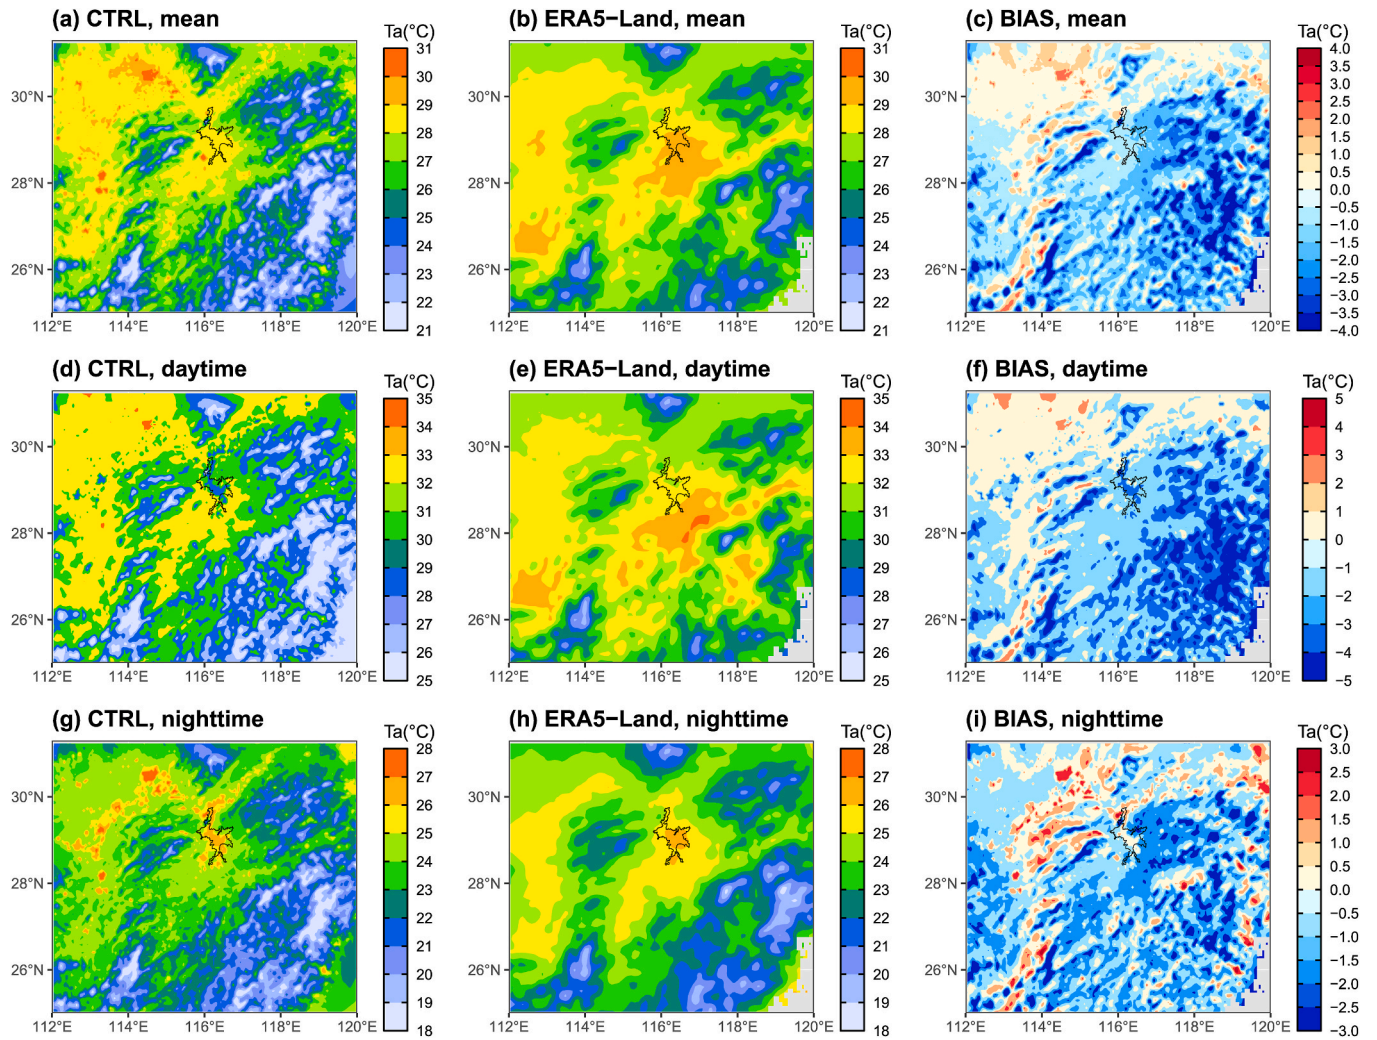 (a) CTRL, mean
(b) ERA5−Land, mean
(c) BIAS, mean
Ta(°C)
Ta(°C)
Ta(°C)
30°N
28°N
26°N
112°E
114°E
116°E
118°E
120°E
31
30
29
28
27
26
25
24
23
22
21
30°N
28°N
26°N
112°E
114°E
116°E
118°E
120°E
31
30
29
28
27
26
25
24
23
22
21
30°N
28°N
26°N
112°E
114°E
116°E
118°E
120°E
4.0
3.5
3.0
2.5
2.0
1.5
1.0
0.5
0.0
−0.5
−1.0
−1.5
−2.0
−2.5
−3.0
−3.5
−4.0
(d) CTRL, daytime
(e) ERA5−Land, daytime
(f) BIAS, daytime
Ta(°C)
Ta(°C)
Ta(°C)
30°N
28°N
26°N
112°E
114°E
116°E
118°E
120°E
35
34
33
32
31
30
29
28
27
26
25
30°N
28°N
26°N
112°E
114°E
116°E
118°E
120°E
35
34
33
32
31
30
29
28
27
26
25
30°N
28°N
26°N
112°E
114°E
116°E
118°E
120°E
5
4
3
2
1
0
−1
−2
−3
−4
−5
(g) CTRL, nighttime
(h) ERA5−Land, nighttime
(i) BIAS, nighttime
Ta(°C)
Ta(°C)
Ta(°C)
30°N
28°N
26°N
112°E
114°E
116°E
118°E
120°E
28
27
26
25
24
23
22
21
20
19
18
30°N
28°N
26°N
112°E
114°E
116°E
118°E
120°E
28
27
26
25
24
23
22
21
20
19
18
30°N
28°N
26°N
112°E
114°E
116°E
118°E
120°E
3.0
2.5
2.0
1.5
1.0
0.5
0.0
−0.5
−1.0
−1.5
−2.0
−2.5
−3.0